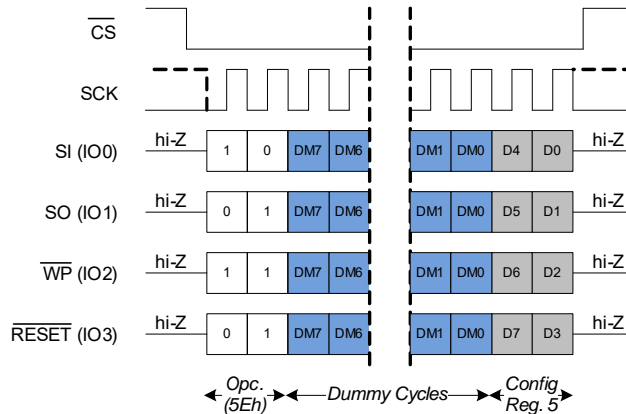 CS
SCK
hi-Z hi-Z
SI (IO0) 1 0 DM7 DM6 DM1 DM0 D4 D0
hi-Z hi-Z
SO (IO1) 0 1 DM7 DM6 DM1 DM0 D5 D1
hi-Z hi-Z
WP (IO2) 1 1 DM7 DM6 DM1 DM0 D6 D2
hi-Z hi-Z
RESET (IO3) 0 1 DM7 DM6 DM1 DM0 D7 D3
Opc. Config
(5Eh) Dummy Cycles Reg. 5